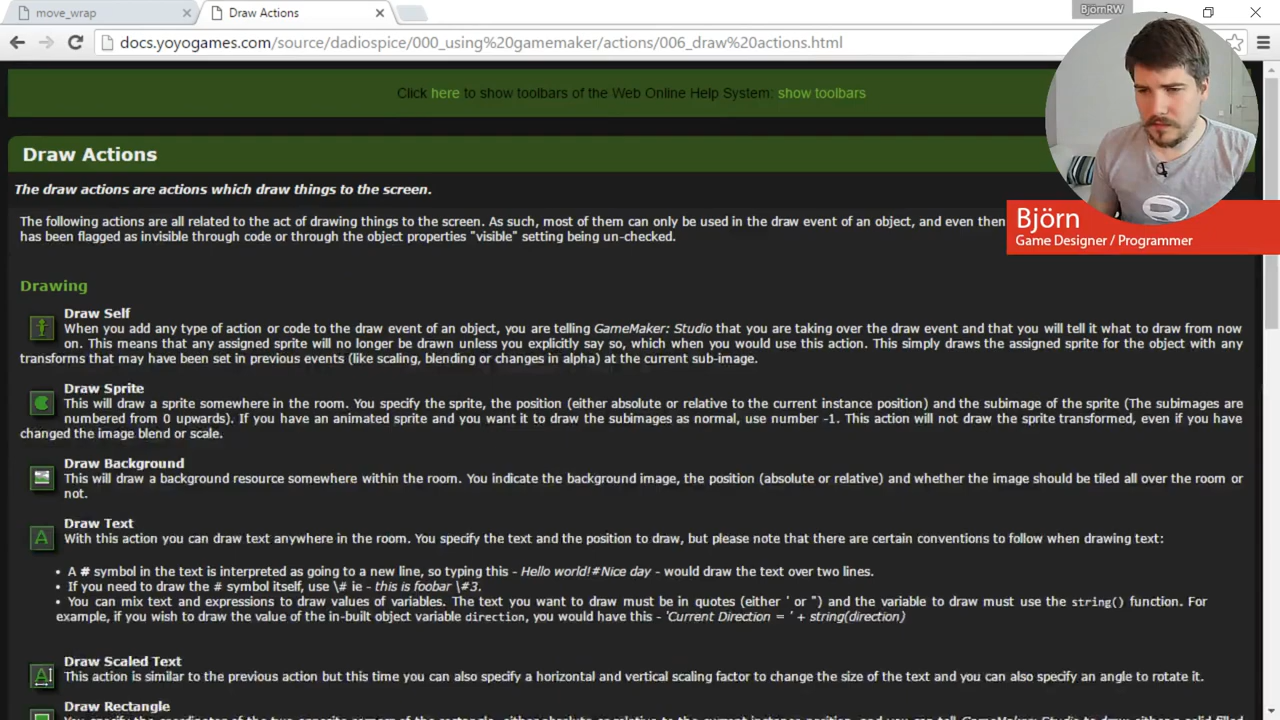 move_wrap
Draw Actions
BjörnRW
docs.yoyogames.com/source/dadiospice/000_using%20gamemaker/actions/006_draw%20actions.html
Click here to show toolbars of the Web Online Help System: show toolbars
Draw Actions
The draw actions are actions which draw things to the screen.
The following actions are all related to the act of drawing things to the screen. As such, most of them can only be used in the draw event of an object, and even then
has been flagged as invisible through code or through the object properties "visible" setting being un-checked.
Björn
Game Designer / Programmer
Drawing
Draw Self
When you add any type of action or code to the draw event of an object, you are telling GameMaker: Studio that you are taking over the draw event and that you will tell it what to draw from now
on. This means that any assigned sprite will no longer be drawn unless you explicitly say so, which when you would use this action. This simply draws the assigned sprite for the object with any
transforms that may have been set in previous events (like scaling, blending or changes in alpha) at the current sub-image.
Draw Sprite
This will draw a sprite somewhere in the room. You specify the sprite, the position (either absolute or relative to the current instance position) and the subimage of the sprite (The subimages are
numbered from 0 upwards). If you have an animated sprite and you want it to draw the subimages as normal, use number -1. This action will not draw the sprite transformed, even if you have
changed the image blend or scale.
Draw Background
This will draw a background resource somewhere within the room. You indicate the background image, the position (absolute or relative) and whether the image should be tiled all over the room or
not.
Draw Text
With this action you can draw text anywhere in the room. You specify the text and the position to draw, but please note that there are certain conventions to follow when drawing text:
• A # symbol in the text is interpreted as going to a new line, so typing this - Hello world!#Nice day - would draw the text over two lines.
• If you need to draw the # symbol itself, use \# ie - this is foobar \#3.
• You can mix text and expressions to draw values of variables. The text you want to draw must be in quotes (either ' or ") and the variable to draw must use the string() function. For
example, if you wish to draw the value of the in-built object variable direction, you would have this - 'Current Direction = ' + string(direction)
Draw Scaled Text
This action is similar to the previous action but this time you can also specify a horizontal and vertical scaling factor to change the size of the text and you can also specify an angle to rotate it.
Draw Rectangle